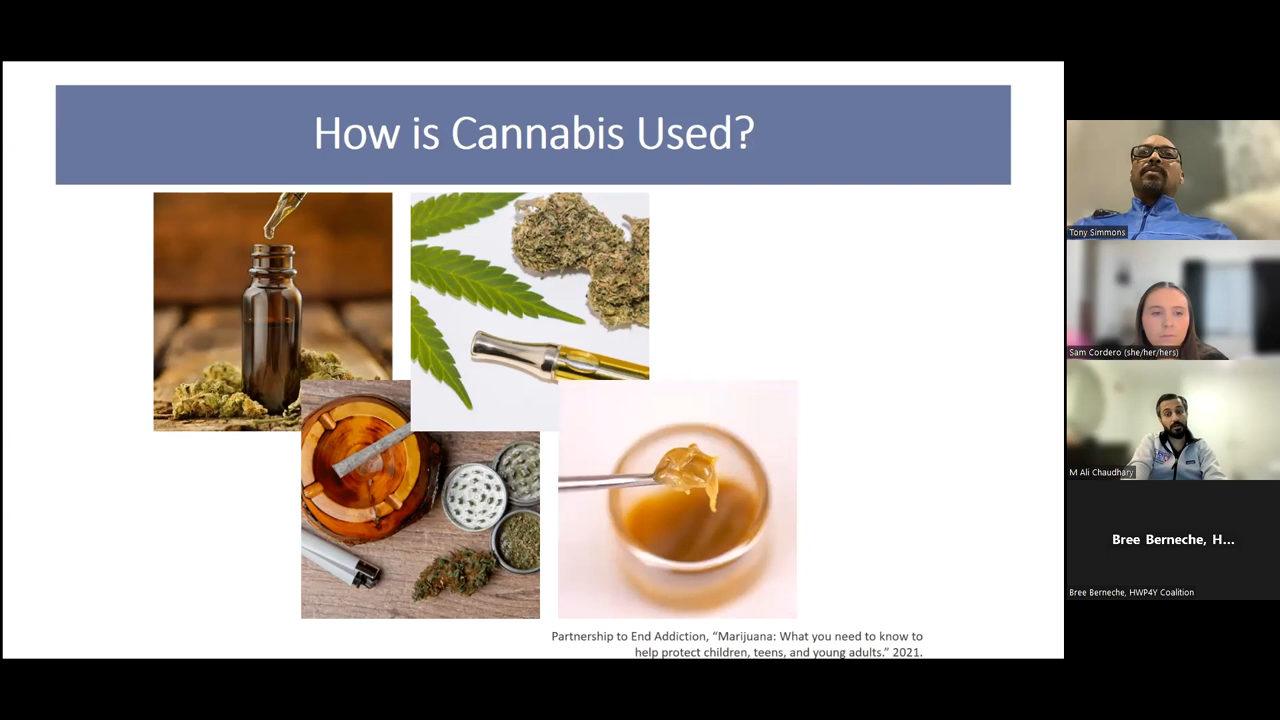 How is Cannabis Used?
Partnership to End Addiction, “Marijuana: What you need to know to
help protect children, teens, and young adults.” 2021.
Tony Simmons
Sam Cordero (she/her/hers)
M Ali Chaudhary
Bree Berneche, H...
Bree Berneche, HWP4Y Coalition